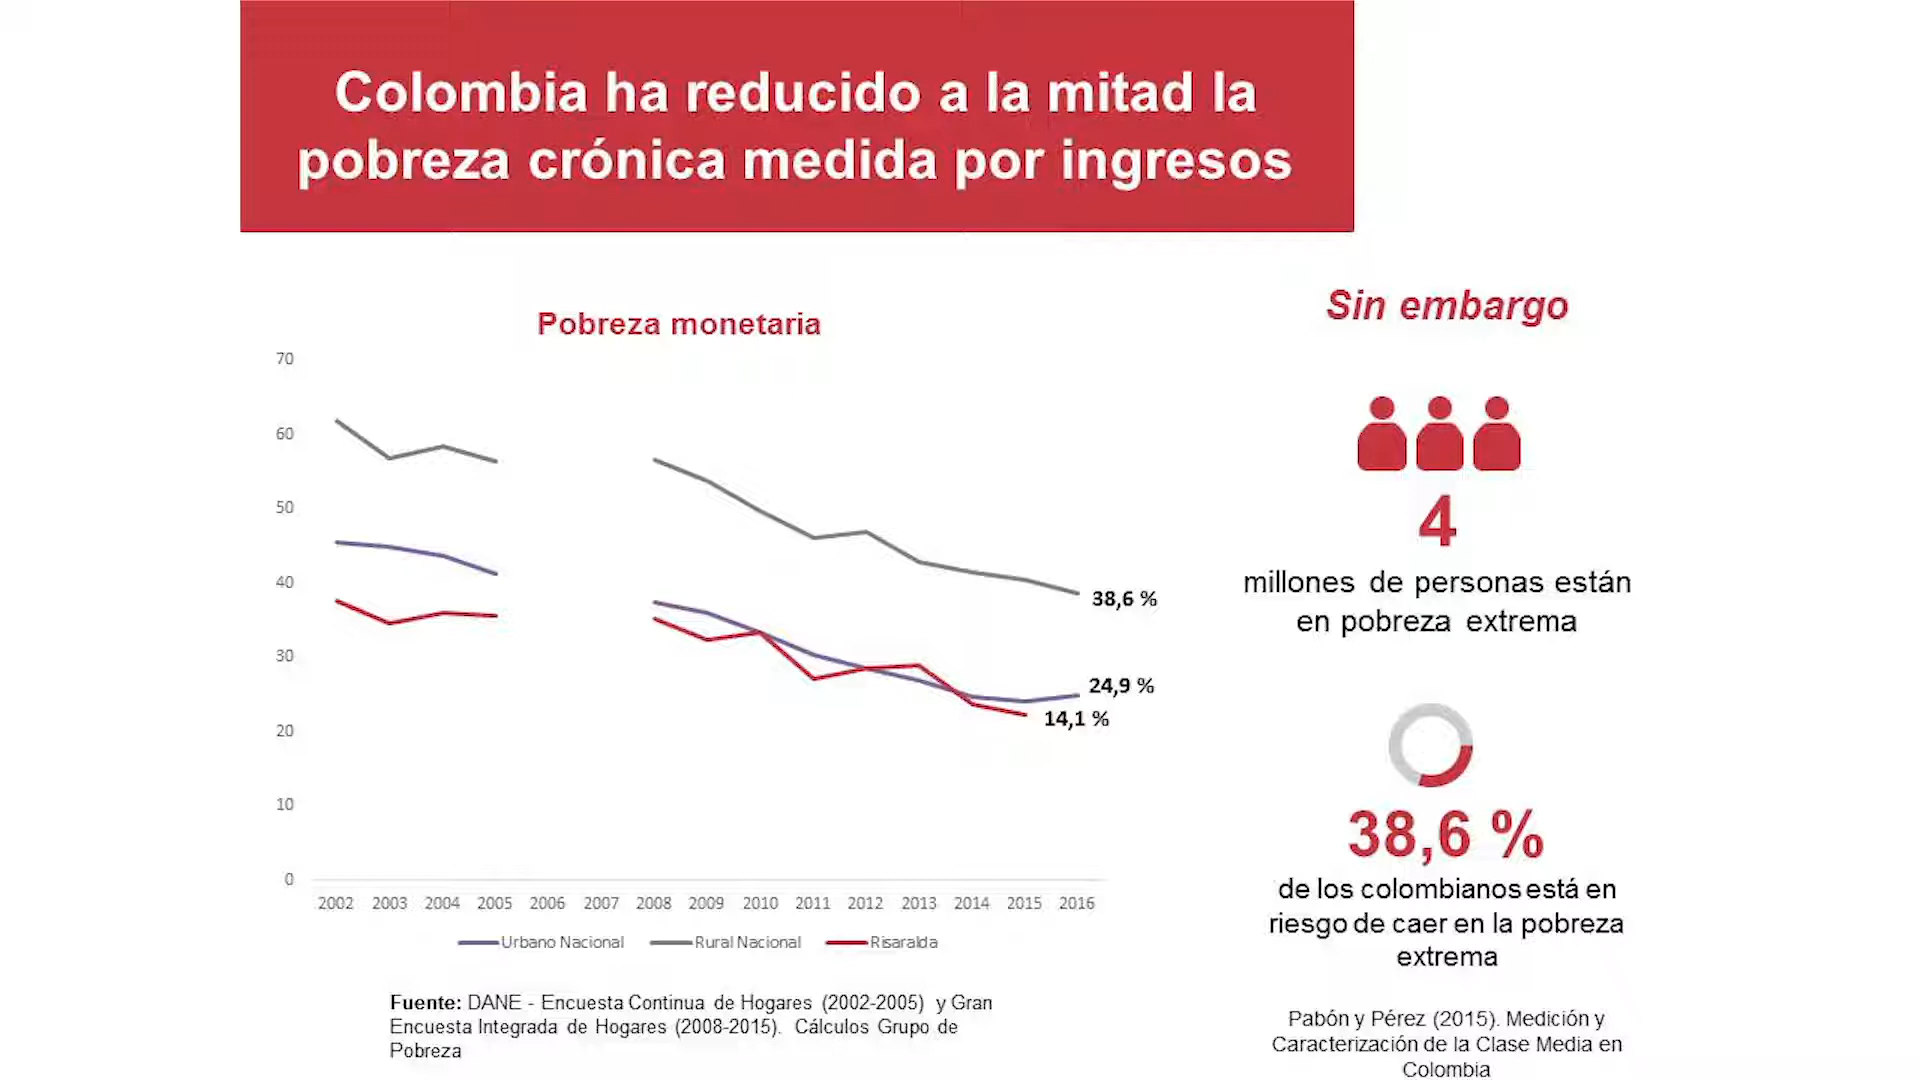 Colombia ha reducido a la mitad la
pobreza crónica medida por ingresos
Pobreza monetaria
70
60
50
40
30
20
10
0
38,6 %
24,9 %
14,1 %
2002 2003 2004 2005 2006 2007 2008 2009 2010 2011 2012 2013 2014 2015 2016
Urbano Nacional Rural Nacional Risaralda
Fuente: DANE - Encuesta Continua de Hogares (2002-2005) y Gran
Encuesta Integrada de Hogares (2008-2015). Cálculos Grupo de
Pobreza
Sin embargo
4
millones de personas están
en pobreza extrema
38,6 %
de los colombianos está en
riesgo de caer en la pobreza
extrema
Pabón y Pérez (2015). Medición y
Caracterización de la Clase Media en
Colombia